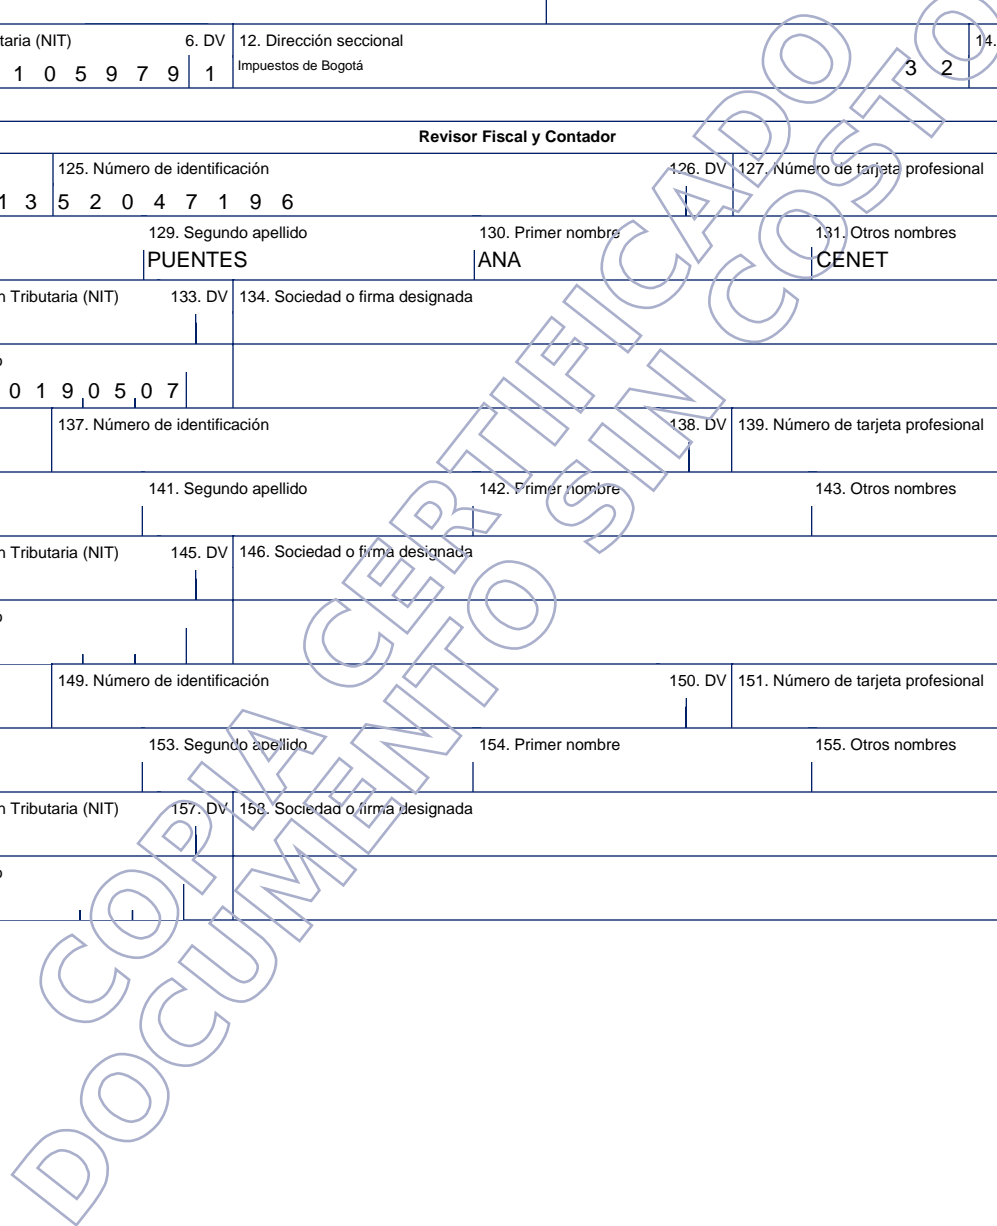 taria (NIT) 6. DV 12. Dirección seccional 14.
1 0 5 9 7 9 1 Impuestos de Bogotá 3 2
Revisor Fiscal y Contador
125. Número de identificación 126. DV 127. Número de tarjeta profesional
1 3 5 2 0 4 7 1 9 6
129. Segundo apellido 130. Primer nombre 131. Otros nombres
PUENTES ANA CENET
n Tributaria (NIT) 133. DV 134. Sociedad o firma designada
o
0 1 9 0 5 0 7
137. Número de identificación 138. DV 139. Número de tarjeta profesional
141. Segundo apellido 142. Primer nombre 143. Otros nombres
n Tributaria (NIT) 145. DV 146. Sociedad o firma designada
o
149. Número de identificación 150. DV 151. Número de tarjeta profesional
153. Segundo apellido 154. Primer nombre 155. Otros nombres
n Tributaria (NIT) 157. DV 158. Sociedad o firma designada
o
COPIA CERTIFICADO
DOCUMENTO SIN COSTO